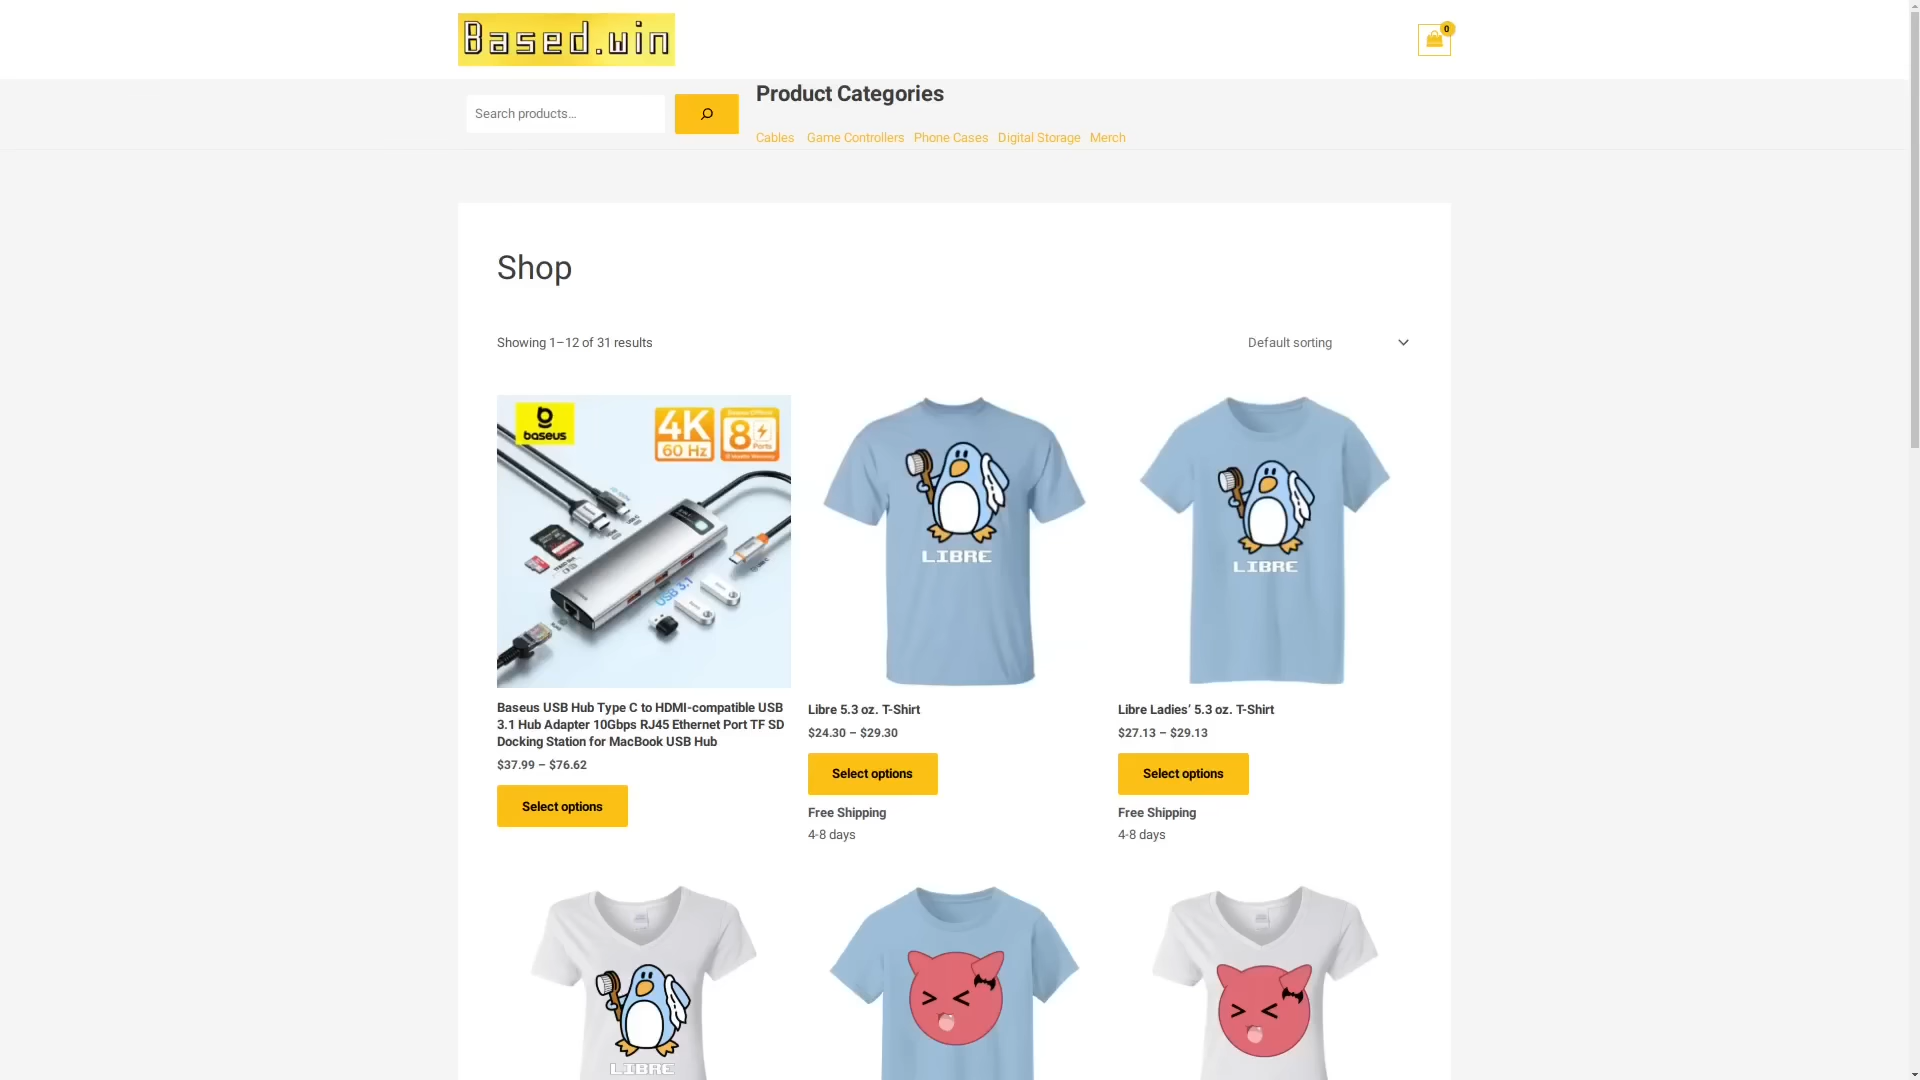 Based.win
0
Search products...
Product Categories
Cables Game Controllers Phone Cases Digital Storage Merch
Shop
Showing 1–12 of 31 results
Default sorting
baseus
4K
60 Hz
8
Ports
USB 3.1
LIBRE
LIBRE
Baseus USB Hub Type C to HDMI-compatible USB
3.1 Hub Adapter 10Gbps RJ45 Ethernet Port TF SD
Docking Station for MacBook USB Hub
$37.99 – $76.62
Select options
Libre 5.3 oz. T-Shirt
$24.30 – $29.30
Select options
Free Shipping
4-8 days
Libre Ladies’ 5.3 oz. T-Shirt
$27.13 – $29.13
Select options
Free Shipping
4-8 days
LIBRE